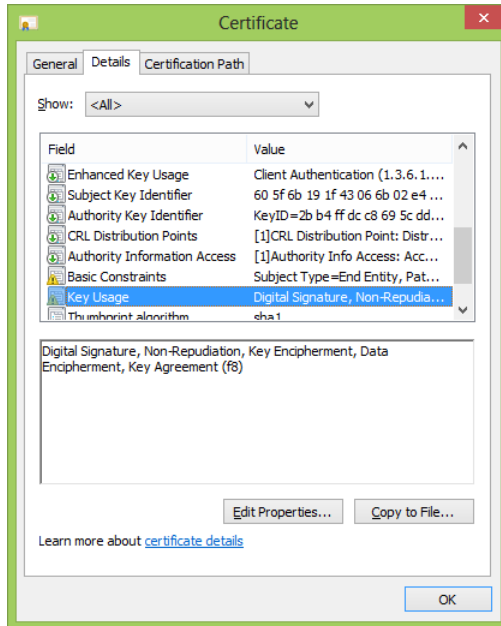 Certificate
General Details Certification Path
Show: <All>
Field Value
Enhanced Key Usage Client Authentication (1.3.6.1....
Subject Key Identifier 60 5f 6b 19 1f 43 06 6b 02 e4 ...
Authority Key Identifier KeyID=2b b4 ff dc c8 69 5c dd...
CRL Distribution Points [1]CRL Distribution Point: Distr...
Authority Information Access [1]Authority Info Access: Acc...
Basic Constraints Subject Type=End Entity, Pat...
Key Usage Digital Signature, Non-Repudia...
Thumbprint algorithm sha1
Digital Signature, Non-Repudiation, Key Encipherment, Data
Encipherment, Key Agreement (f8)
Edit Properties... Copy to File...
Learn more about certificate details
OK